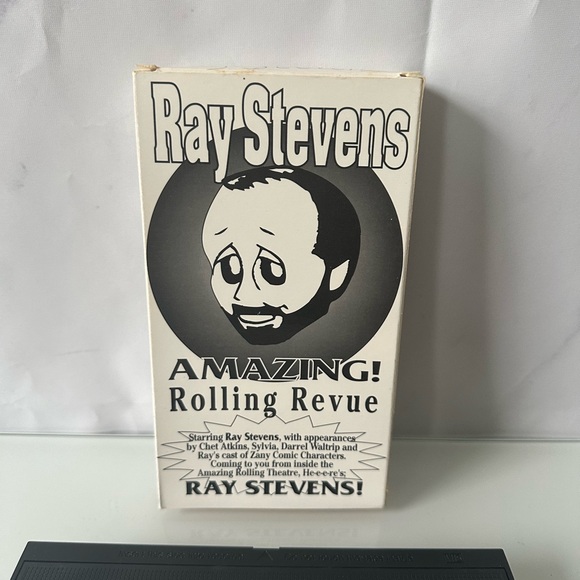 Ray Stevens
AMAZING!
Rolling Revue
Starring Ray Stevens, with appearances
by Chet Atkins, Sylvia, Darrel Waltrip and
Ray's cast of Zany Comic Characters.
Coming to you from inside the
Amazing Rolling Theatre, He-e-e-re's;
RAY STEVENS!